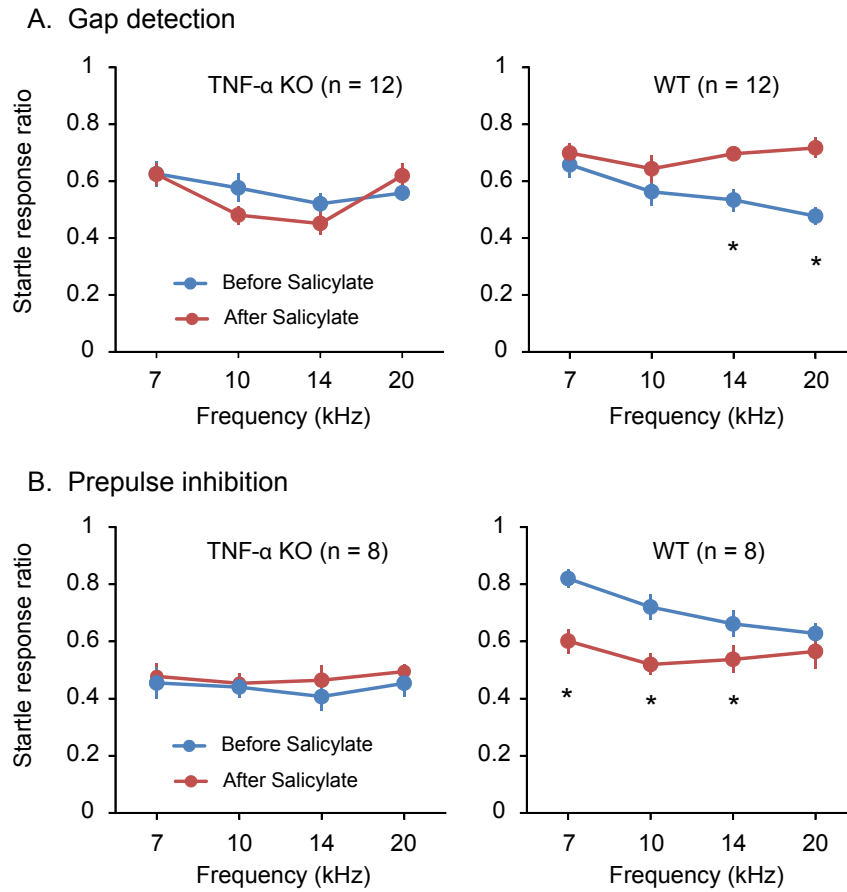 A. Gap detection
TNF-α KO (n = 12)
Startle response ratio
1
0.8
0.6
0.4
0.2
0
Before Salicylate
After Salicylate
7 10 14 20
Frequency (kHz)
WT (n = 12)
1
0.8
0.6
0.4
0.2
0
* *
7 10 14 20
Frequency (kHz)
B. Prepulse inhibition
TNF-α KO (n = 8)
Startle response ratio
1
0.8
0.6
0.4
0.2
0
Before Salicylate
After Salicylate
7 10 14 20
Frequency (kHz)
WT (n = 8)
1
0.8
0.6
0.4
0.2
0
* * *
7 10 14 20
Frequency (kHz)